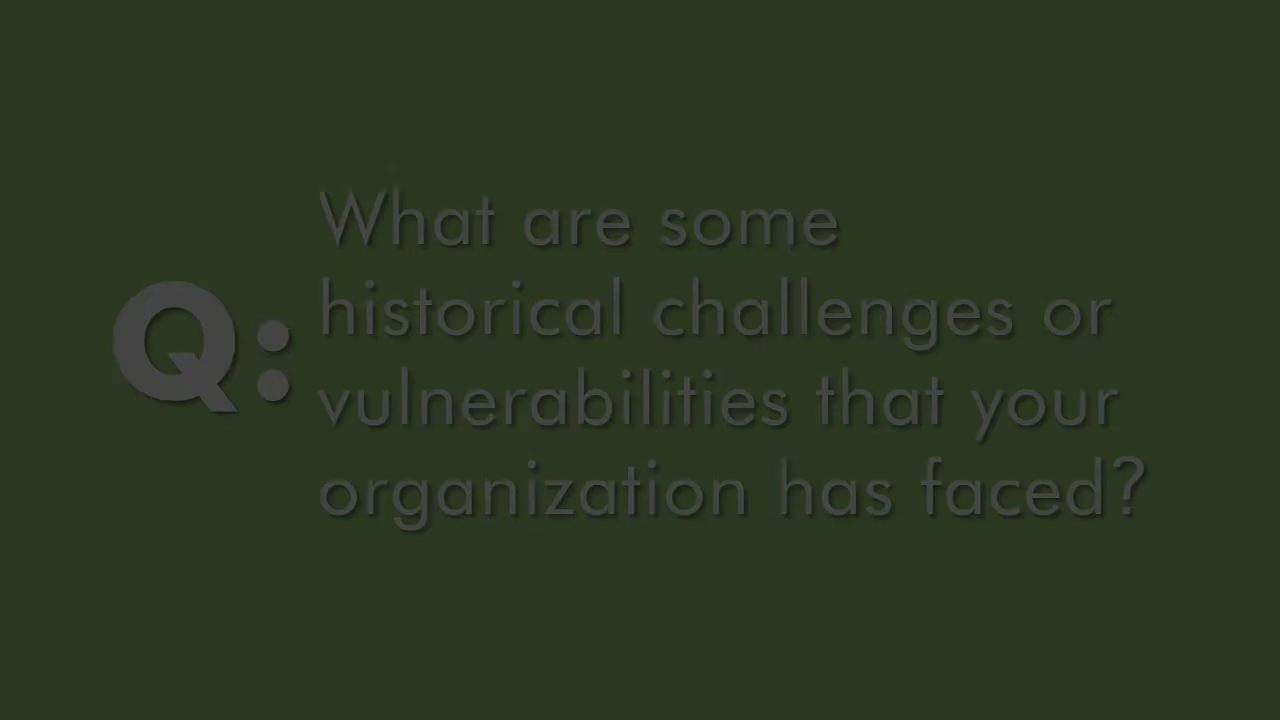 Q:
What are some
historical challenges or
vulnerabilities that your
organization has faced?